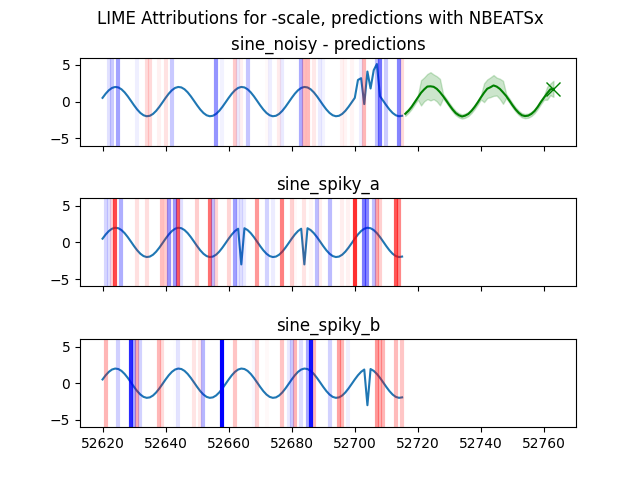 LIME Attributions for -scale, predictions with NBEATSx
sine_noisy - predictions
5
0
−5
sine_spiky_a
5
0
−5
sine_spiky_b
5
0
−5
52620 52640 52660 52680 52700 52720 52740 52760